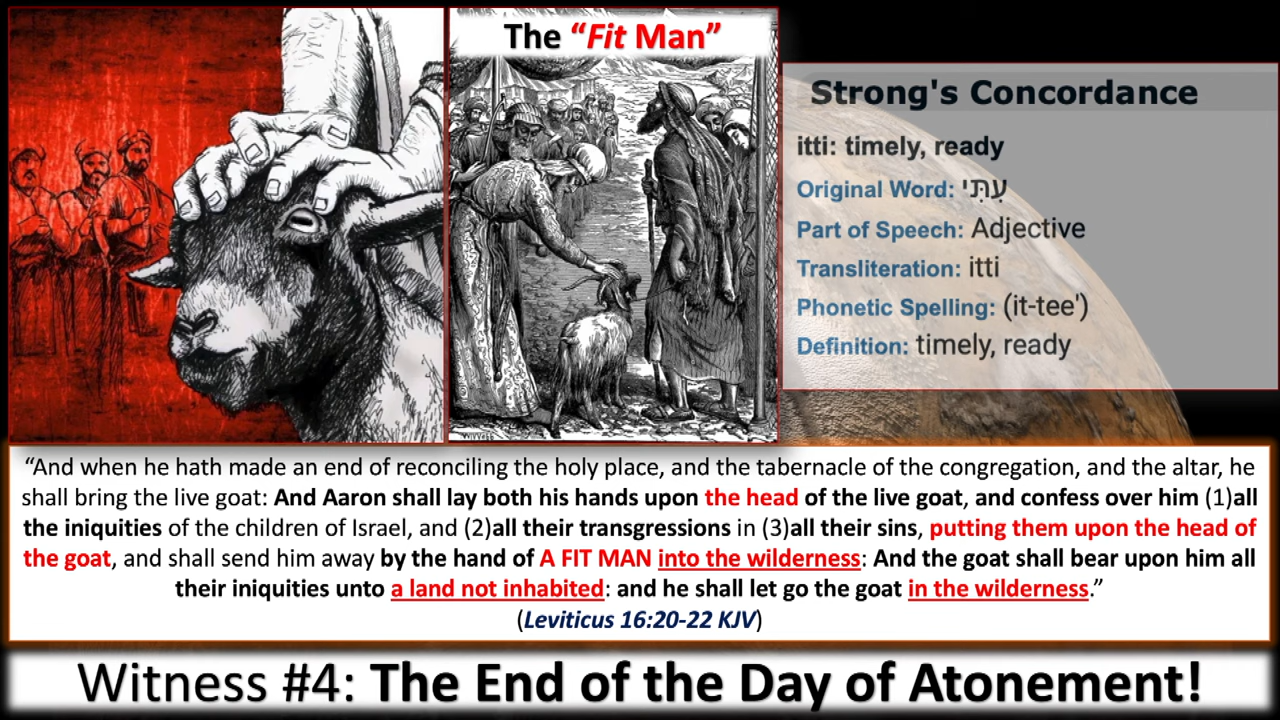 The “Fit Man”
Strong's Concordance
itti: timely, ready
Original Word: עִתִּי
Part of Speech: Adjective
Transliteration: itti
Phonetic Spelling: (it-tee')
Definition: timely, ready
“And when he hath made an end of reconciling the holy place, and the tabernacle of the congregation, and the altar, he
shall bring the live goat: And Aaron shall lay both his hands upon the head of the live goat, and confess over him (1)all
the iniquities of the children of Israel, and (2)all their transgressions in (3)all their sins, putting them upon the head of
the goat, and shall send him away by the hand of A FIT MAN into the wilderness: And the goat shall bear upon him all
their iniquities unto a land not inhabited: and he shall let go the goat in the wilderness.”
(Leviticus 16:20-22 KJV)
Witness #4: The End of the Day of Atonement!